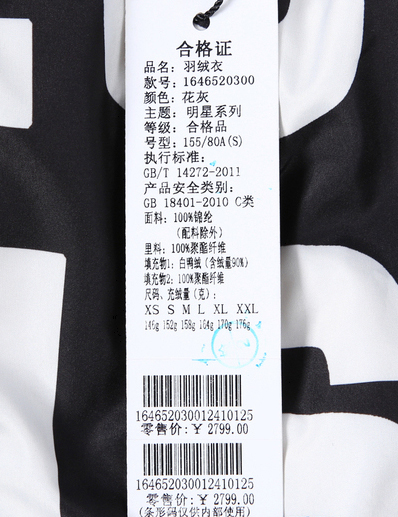 合格证
品名: 羽绒衣
款号: 1646520300
颜色: 花灰
主题: 明星系列
等级: 合格品
号型: 155/80A(S)
执行标准:
GB/T 14272-2011
产品安全类别:
GB 18401-2010 C类
面料: 100%锦纶
(配料除外)
里料: 100%聚酯纤维
填充物1: 白鸭绒(含绒量90%)
填充物2: 100%聚酯纤维
尺码、充绒量(克):
XS S M L XL XXL
146g 152g 158g 164g 170g 176g
164652030012410125
零售价:¥ 2799.00
164652030012410125
零售价:¥ 2799.00
(条形码仅供内部使用)